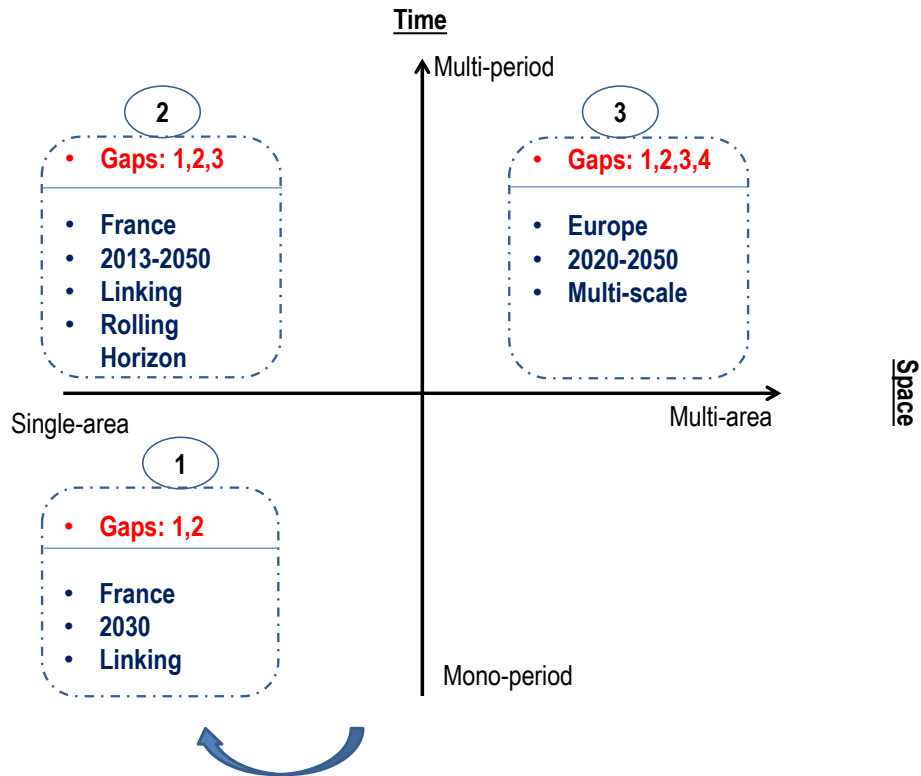 Time
Multi-period
2
• Gaps: 1,2,3
• France
• 2013-2050
• Linking
• Rolling
Horizon
3
• Gaps: 1,2,3,4
• Europe
• 2020-2050
• Multi-scale
Space
Single-area
Multi-area
1
• Gaps: 1,2
• France
• 2030
• Linking
Mono-period